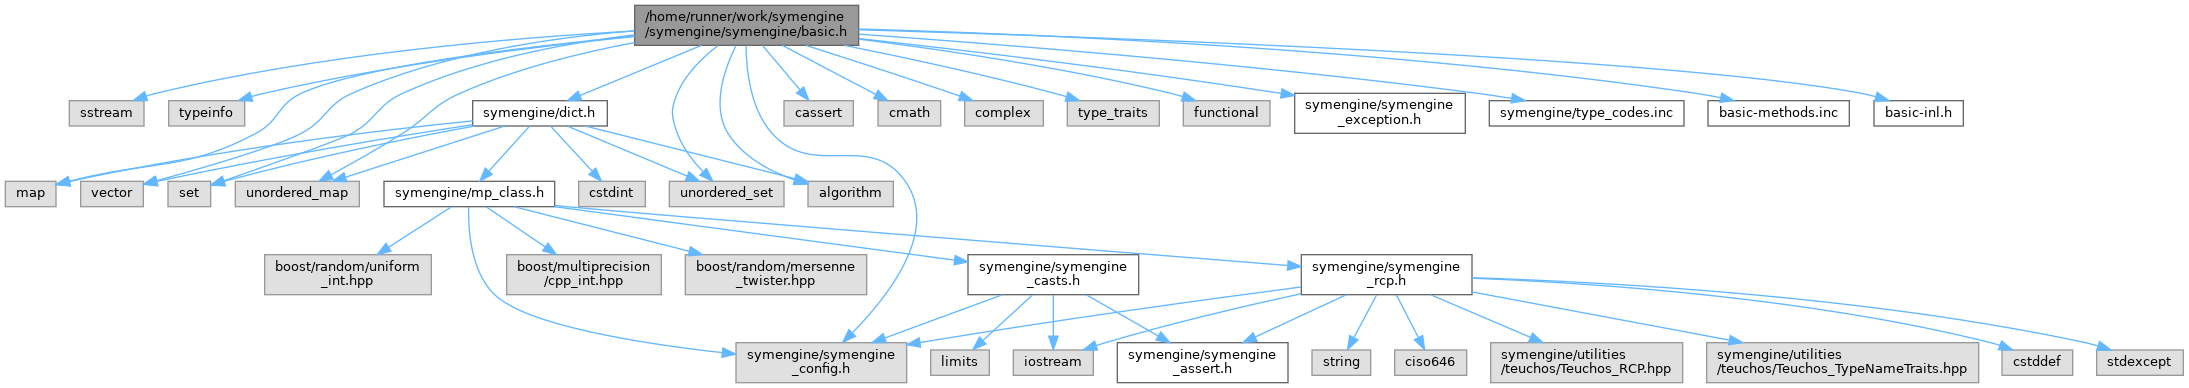 /home/runner/work/symengine
/symengine/symengine/basic.h
sstream
typeinfo
symengine/dict.h
cassert
cmath
complex
type_traits
functional
symengine/symengine
_exception.h
symengine/type_codes.inc
basic-methods.inc
basic-inl.h
map
vector
set
unordered_map
symengine/mp_class.h
cstdint
unordered_set
algorithm
boost/random/uniform
_int.hpp
boost/multiprecision
/cpp_int.hpp
boost/random/mersenne
_twister.hpp
symengine/symengine
_casts.h
symengine/symengine
_rcp.h
symengine/symengine
_config.h
limits
iostream
symengine/symengine
_assert.h
string
ciso646
symengine/utilities
/teuchos/Teuchos_RCP.hpp
symengine/utilities
/teuchos/Teuchos_TypeNameTraits.hpp
cstddef
stdexcept